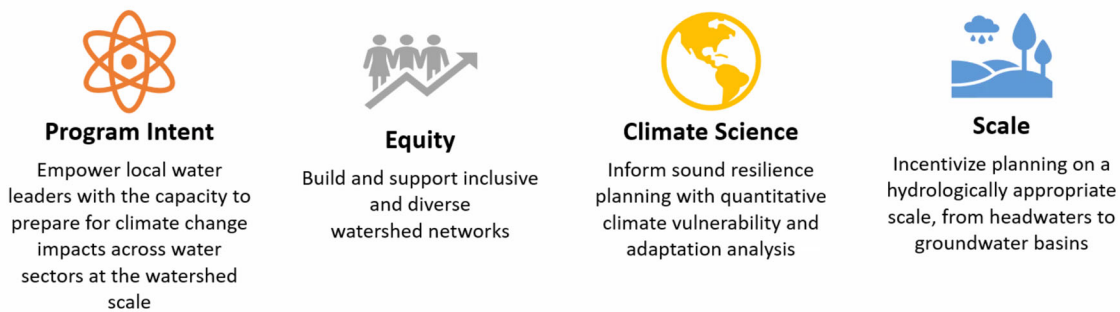 Program Intent
Empower local water
leaders with the capacity to
prepare for climate change
impacts across water
sectors at the watershed
scale
Equity
Build and support inclusive
and diverse
watershed networks
Climate Science
Inform sound resilience
planning with quantitative
climate vulnerability and
adaptation analysis
Scale
Incentivize planning on a
hydrologically appropriate
scale, from headwaters to
groundwater basins